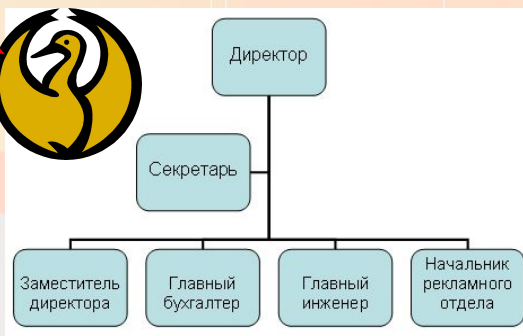 Директор
Секретарь
Заместитель
директора
Главный
бухгалтер
Главный
инженер
Начальник
рекламного
отдела